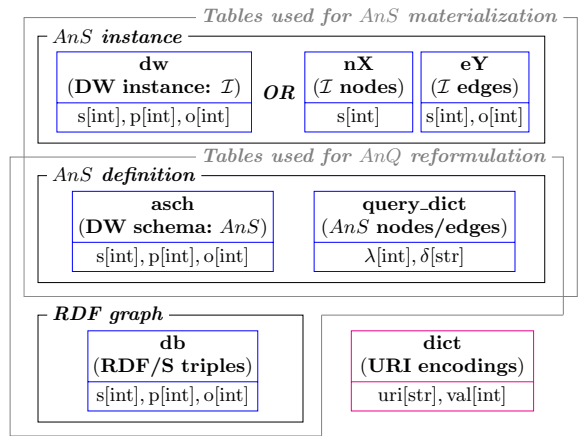 Tables used for AnS materialization
AnS instance
dw
(DW instance: I)
s[int], p[int], o[int]
OR
nX
(I nodes)
s[int]
eY
(I edges)
s[int], o[int]
Tables used for AnQ reformulation
AnS definition
asch
(DW schema: AnS)
s[int], p[int], o[int]
query_dict
(AnS nodes/edges)
λ[int], δ[str]
RDF graph
db
(RDF/S triples)
s[int], p[int], o[int]
dict
(URI encodings)
uri[str], val[int]